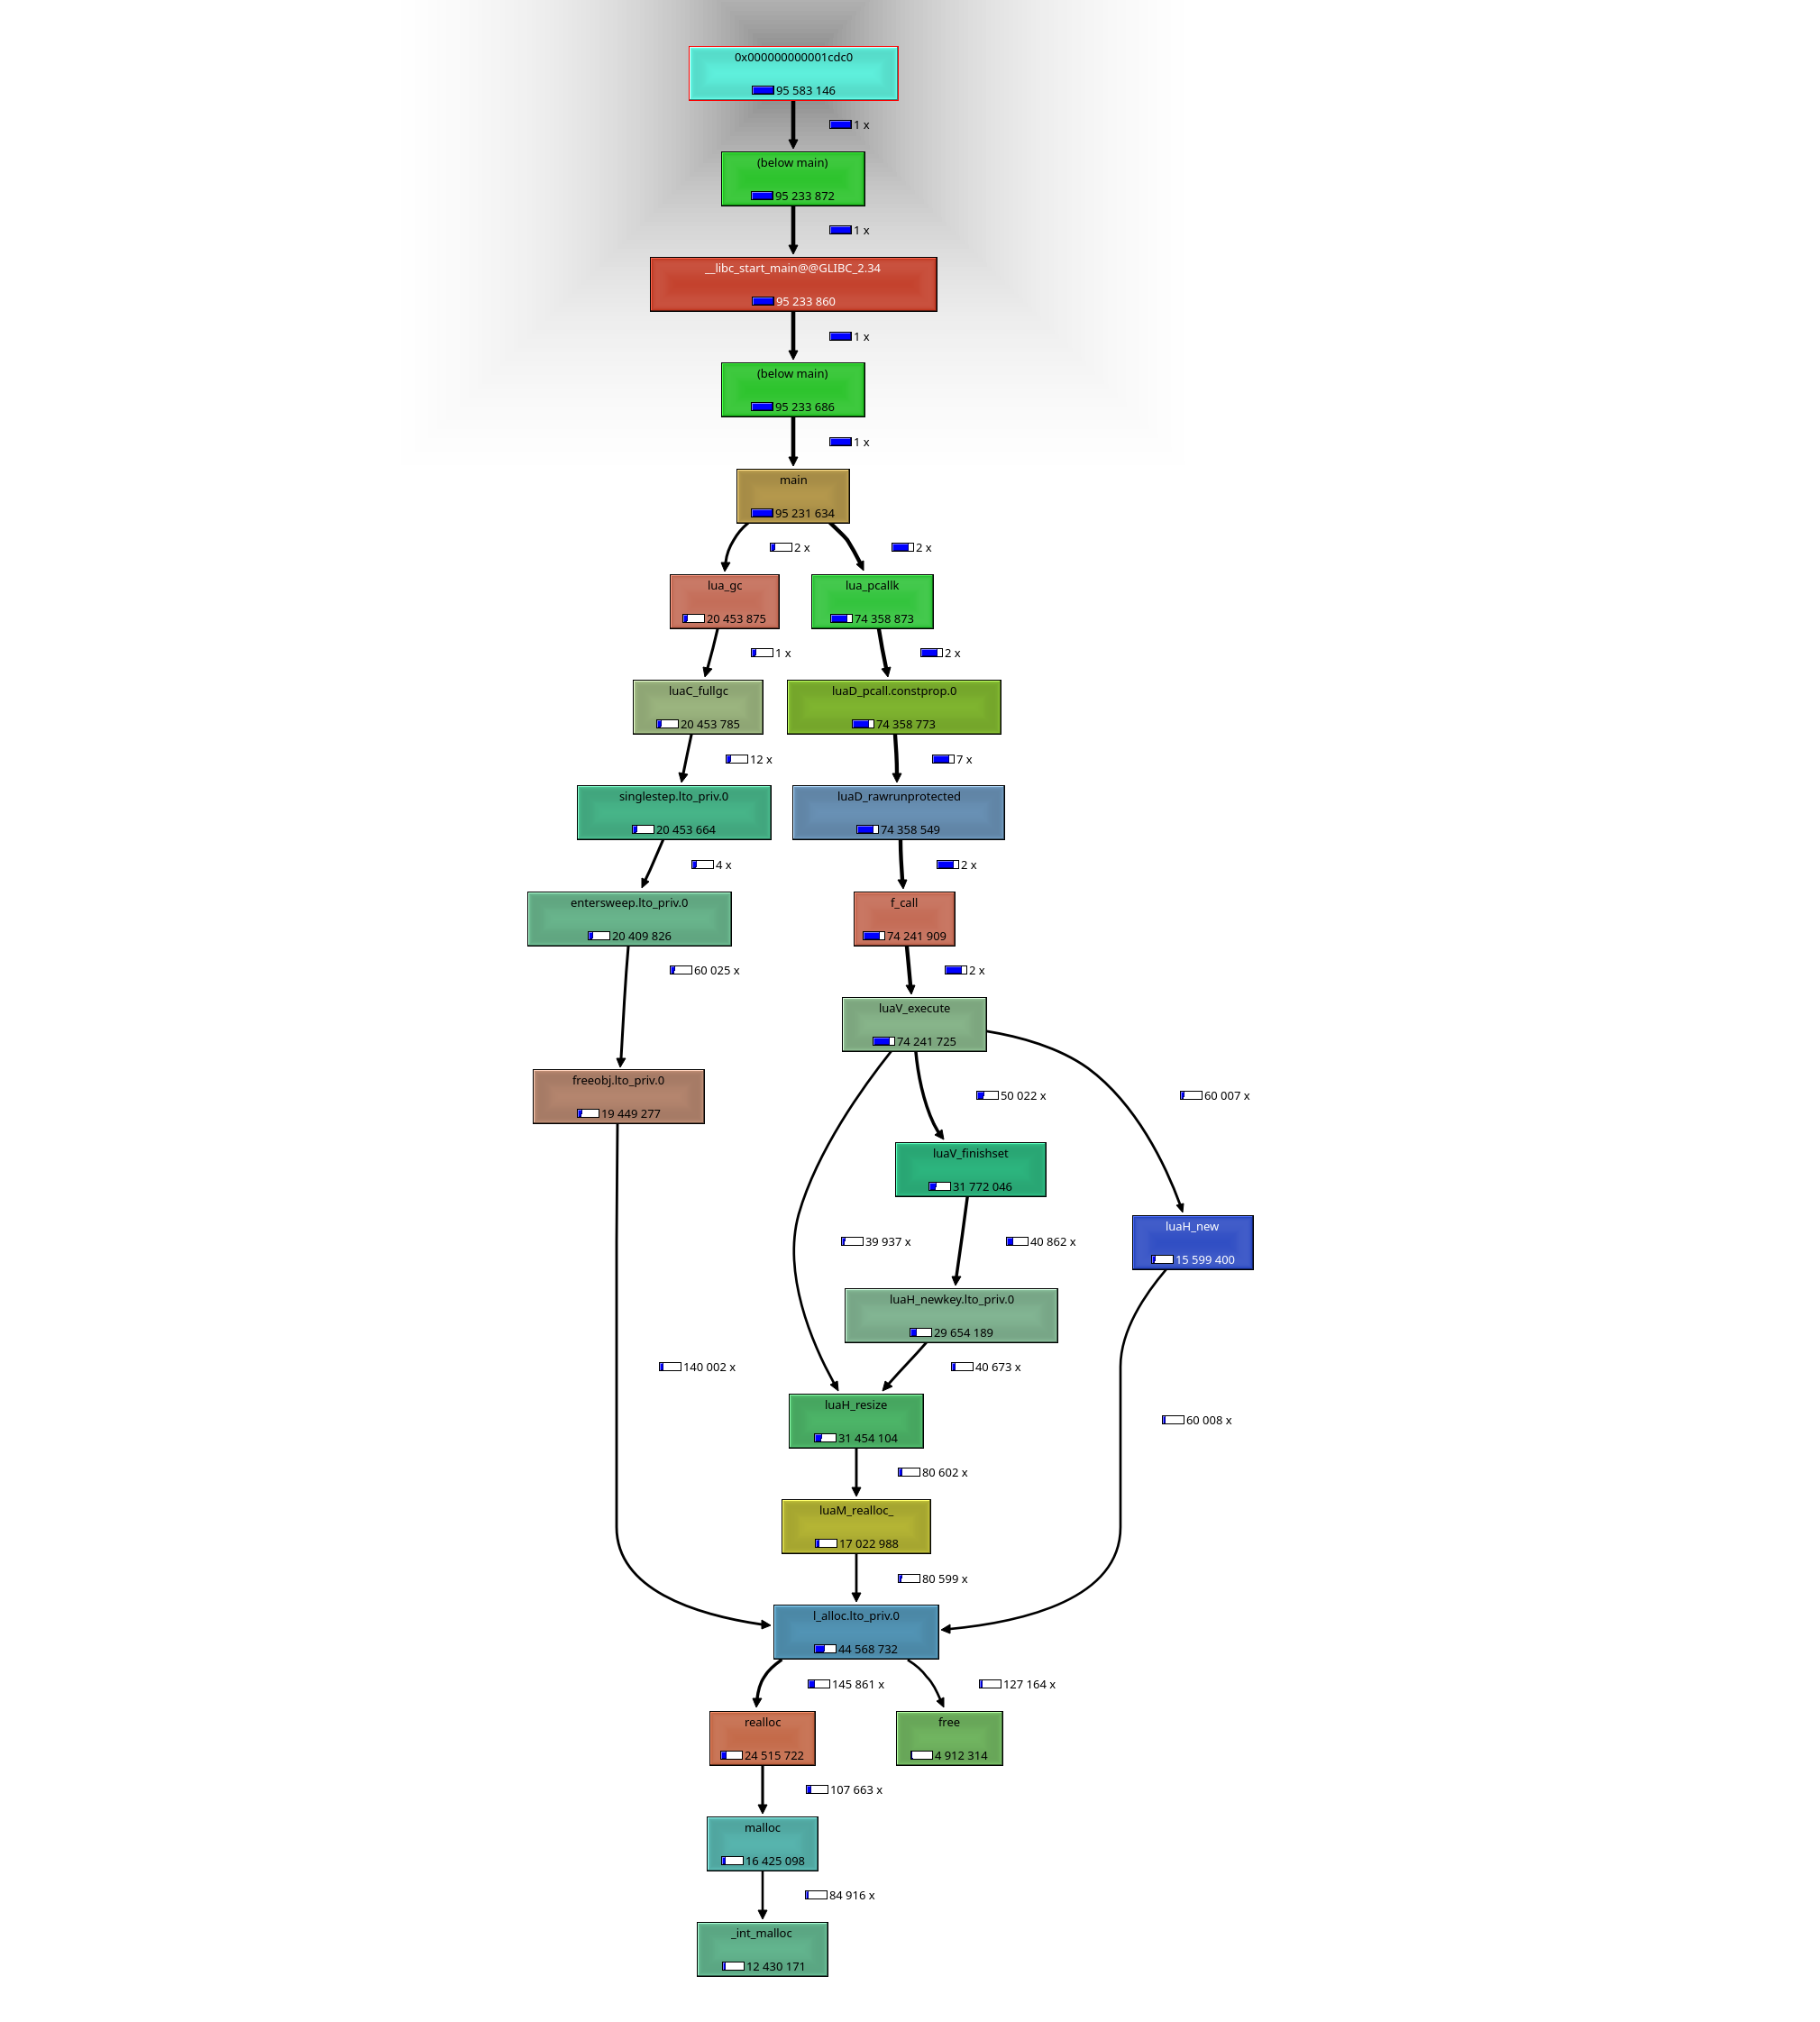 0x000000000001cdc0
95 583 146
1 x
(below main)
95 233 872
1 x
__libc_start_main@@GLIBC_2.34
95 233 860
1 x
(below main)
95 233 686
1 x
main
95 231 634
2 x
2 x
lua_gc
20 453 875
lua_pcallk
74 358 873
1 x
2 x
luaC_fullgc
20 453 785
luaD_pcall.constprop.0
74 358 773
12 x
7 x
singlestep.lto_priv.0
20 453 664
luaD_rawrunprotected
74 358 549
4 x
2 x
entersweep.lto_priv.0
20 409 826
f_call
74 241 909
60 025 x
2 x
luaV_execute
74 241 725
freeobj.lto_priv.0
19 449 277
50 022 x
60 007 x
luaV_finishset
31 772 046
luaH_new
15 599 400
39 937 x
40 862 x
luaH_newkey.lto_priv.0
29 654 189
140 002 x
40 673 x
luaH_resize
31 454 104
60 008 x
80 602 x
luaM_realloc_
17 022 988
80 599 x
l_alloc.lto_priv.0
44 568 732
145 861 x
127 164 x
realloc
24 515 722
free
4 912 314
107 663 x
malloc
16 425 098
84 916 x
_int_malloc
12 430 171